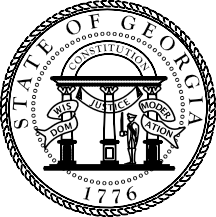 STATE OF GEORGIA
CONSTITUTION
WIS
DOM
JUSTICE
MODER
ATION
1776